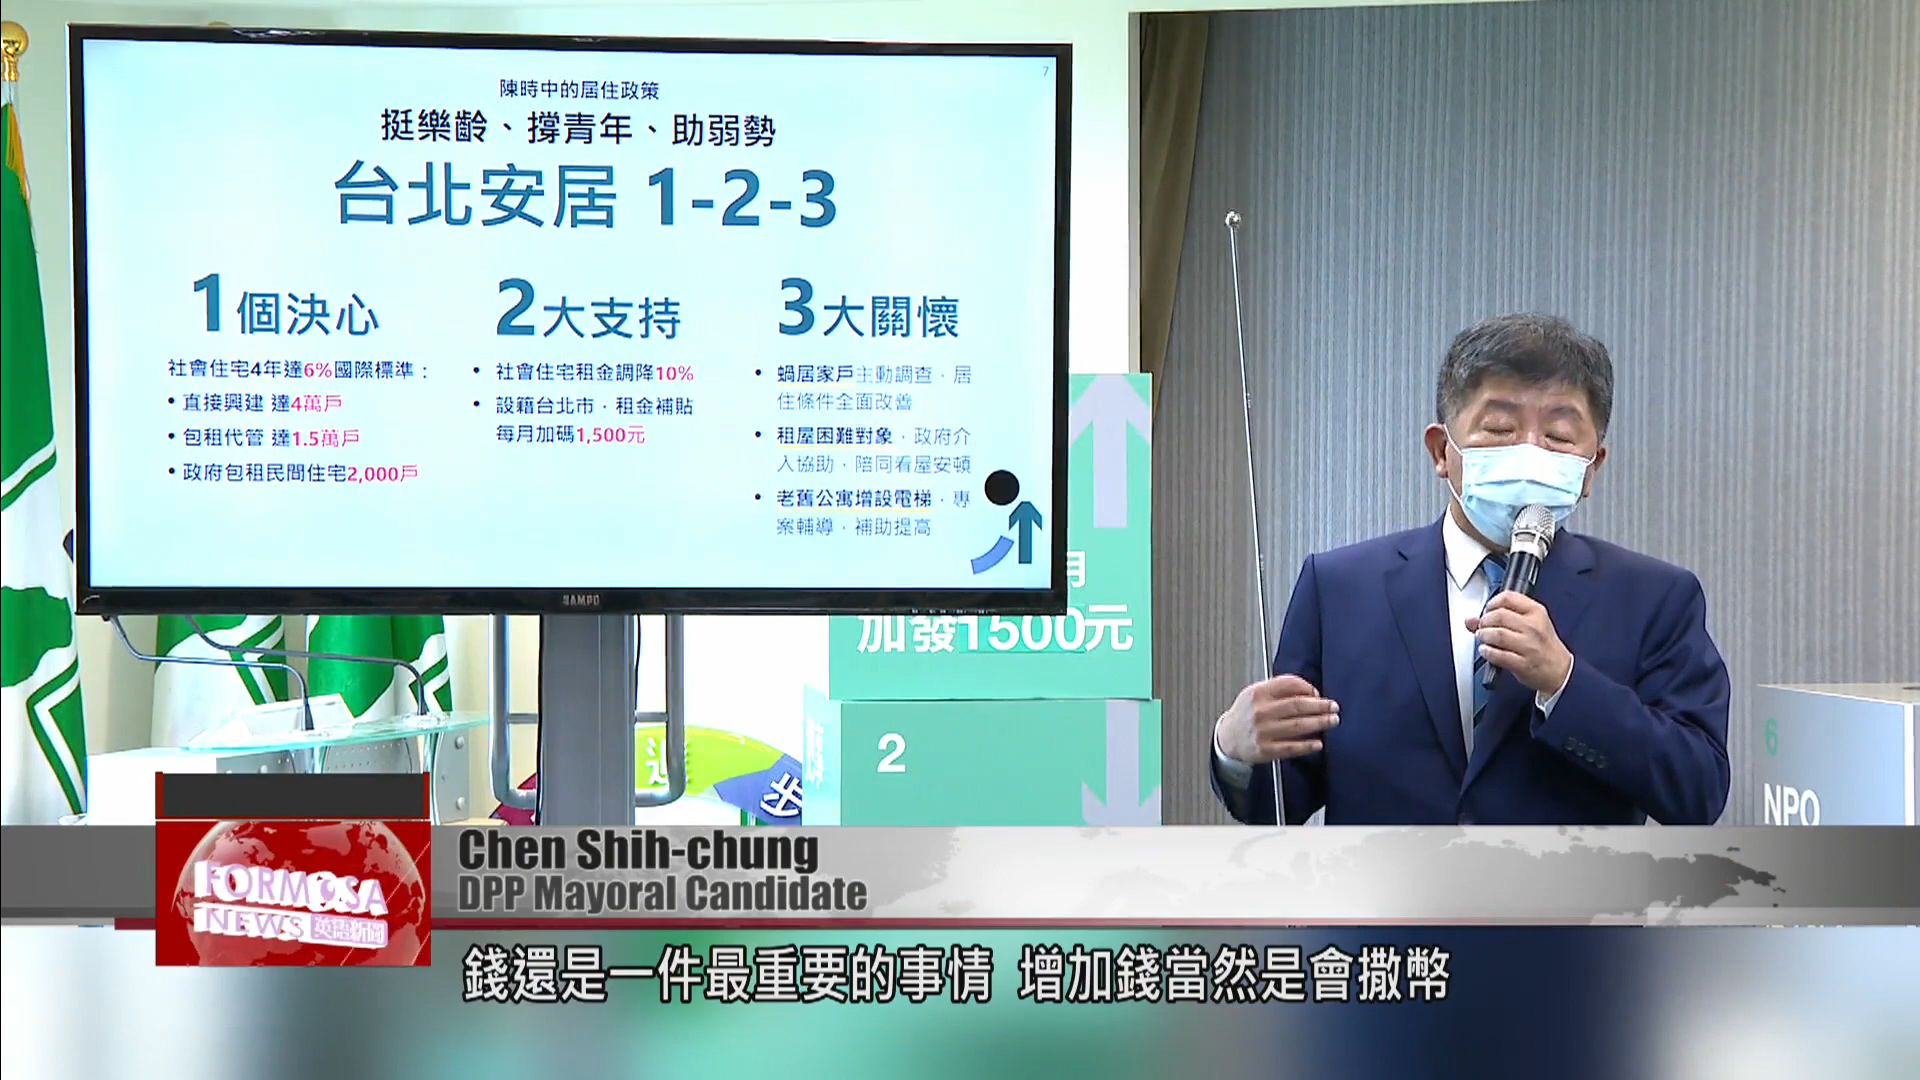 7
陳時中的居住政策
挺樂齡、撐青年、助弱勢
台北安居 1-2-3
1個決心
社會住宅4年達6%國際標準：
• 直接興建 達4萬戶
• 包租代管 達1.5萬戶
• 政府包租民間住宅2,000戶
2大支持
• 社會住宅租金調降10%
• 設籍台北市，租金補貼
每月加碼1,500元
3大關懷
• 蝸居家戶主動調查，居
住條件全面改善
• 租屋困難對象，政府介
入協助，陪同看屋安頓
• 老舊公寓增設電梯，專
案輔導，補助提高
SAMPO
月
加發1500元
2
步
6
NPO
FORMOSA
NEWS 英語新聞
Chen Shih-chung
DPP Mayoral Candidate
錢還是一件最重要的事情 增加錢當然是會撒幣